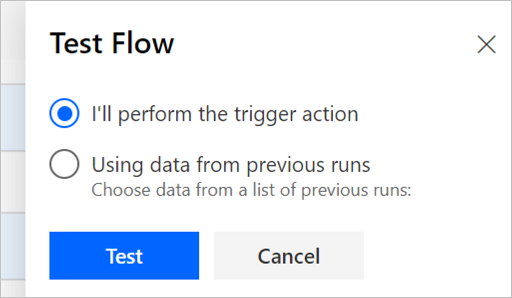 Test Flow
I'll perform the trigger action
Using data from previous runs
Choose data from a list of previous runs:
Test
Cancel